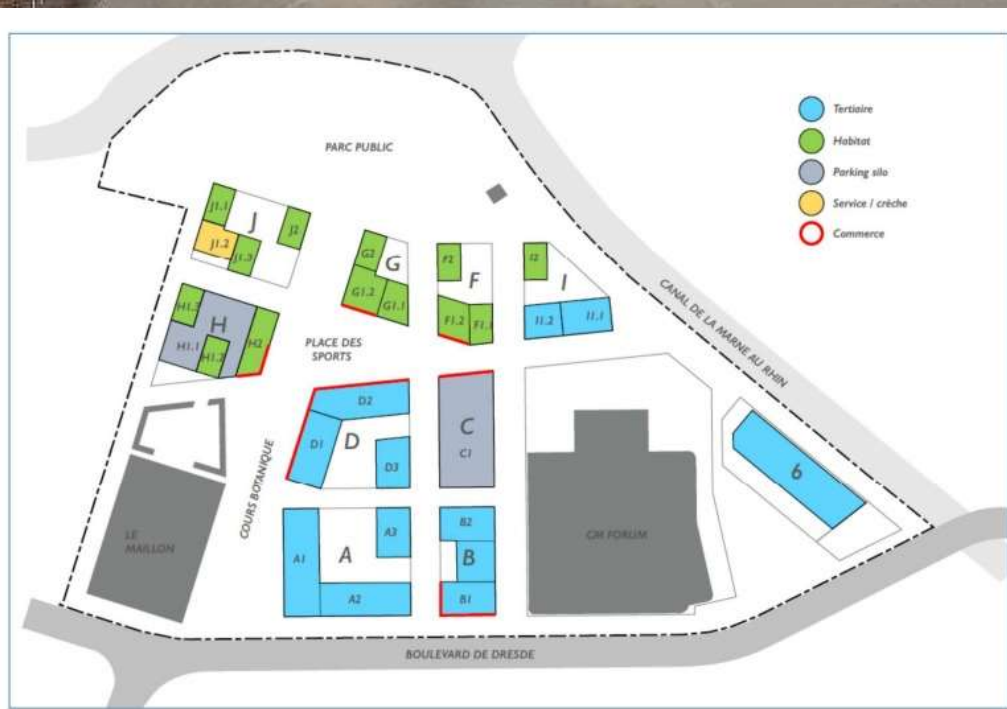 PARC PUBLIC
Tertiaire
Habitat
Parking silo
Service / crèche
Commerce
J1.1
J
J2
J1.2
J1.3
G2
G
G1.2
G1.1
F2
F
F1.2
F1.1
I2
I
I1.2
I1.1
CANAL DE LA MARNE AU RHIN
H1.3
H
H1.1
H1.2
H2
PLACE DES
SPORTS
D2
D1
D
D3
C
C1
6
COURS BOTANIQUE
LE
MAILLON
A3
A
A1
A2
B2
B
B1
CM FORUM
BOULEVARD DE DRESDE